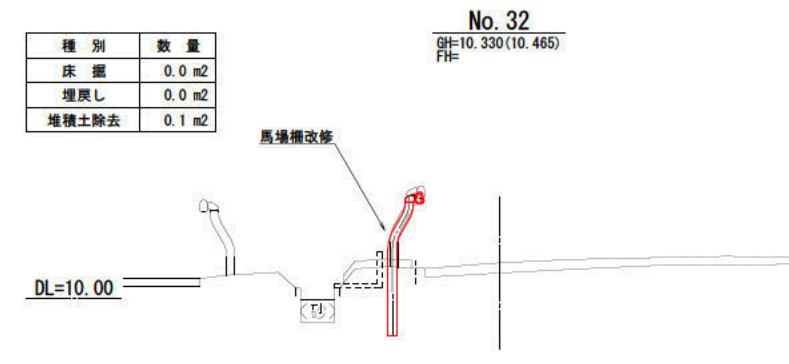 No. 32
GH=10.330(10.465)
FH=
種 別 数 量
床 掘 0.0 m2
埋戻し 0.0 m2
堆積土除去 0.1 m2
馬場柵改修
DL=10.00